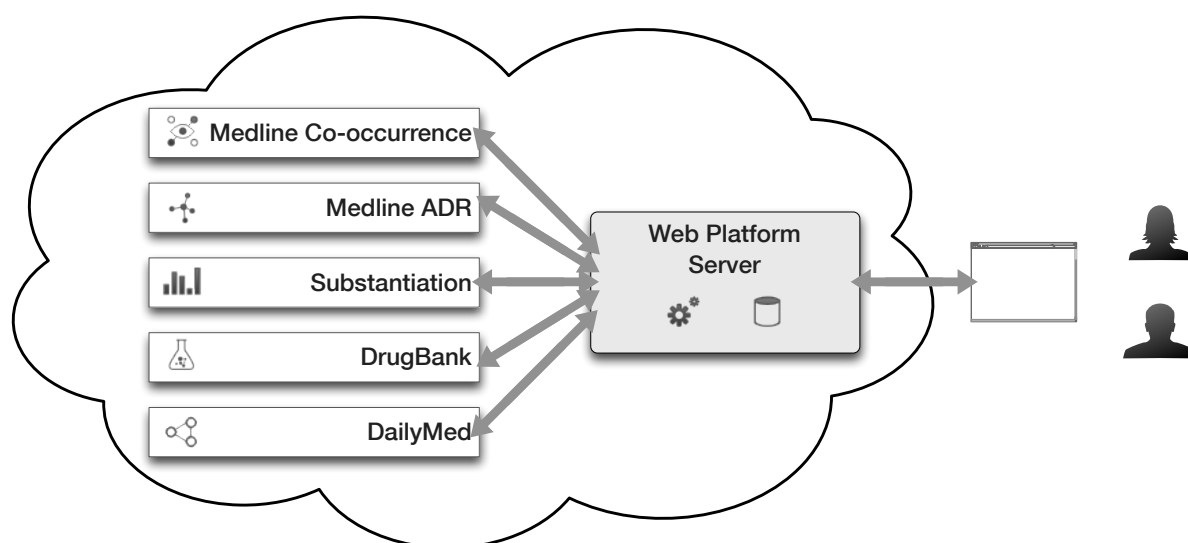 Medline Co-occurrence
Medline ADR
Substantiation
DrugBank
DailyMed
Web Platform
Server